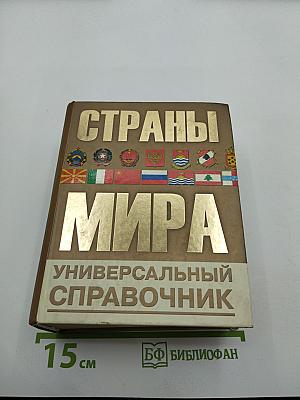 СТРАНЫ
МИРА
УНИВЕРСАЛЬНЫЙ
СПРАВОЧНИК
15 см
БФ БИБЛИОФАН